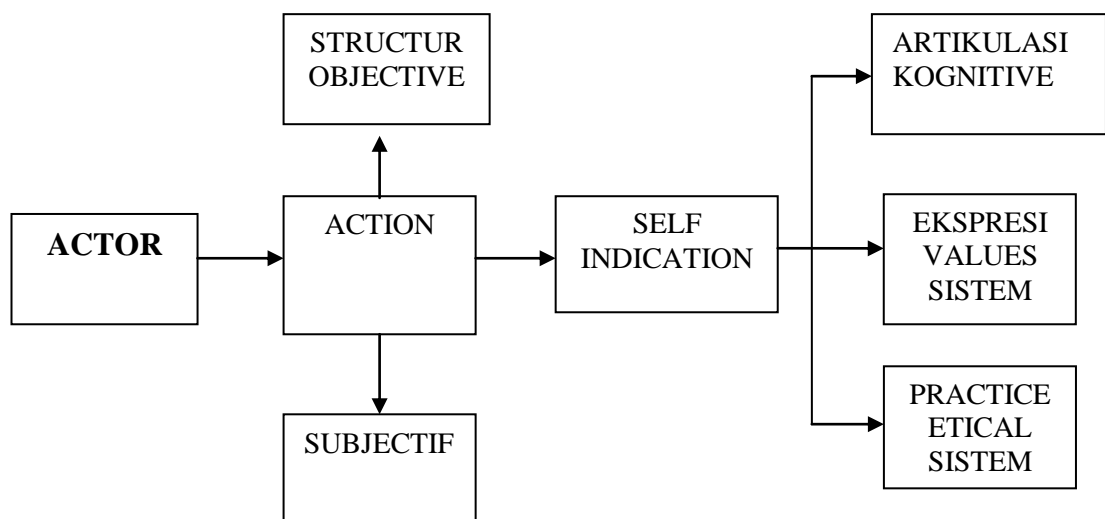 STRUCTUR
OBJECTIVE
ARTIKULASI
KOGNITIVE
ACTOR
ACTION
SELF
INDICATION
EKSPRESI
VALUES
SISTEM
SUBJECTIF
PRACTICE
ETICAL
SISTEM